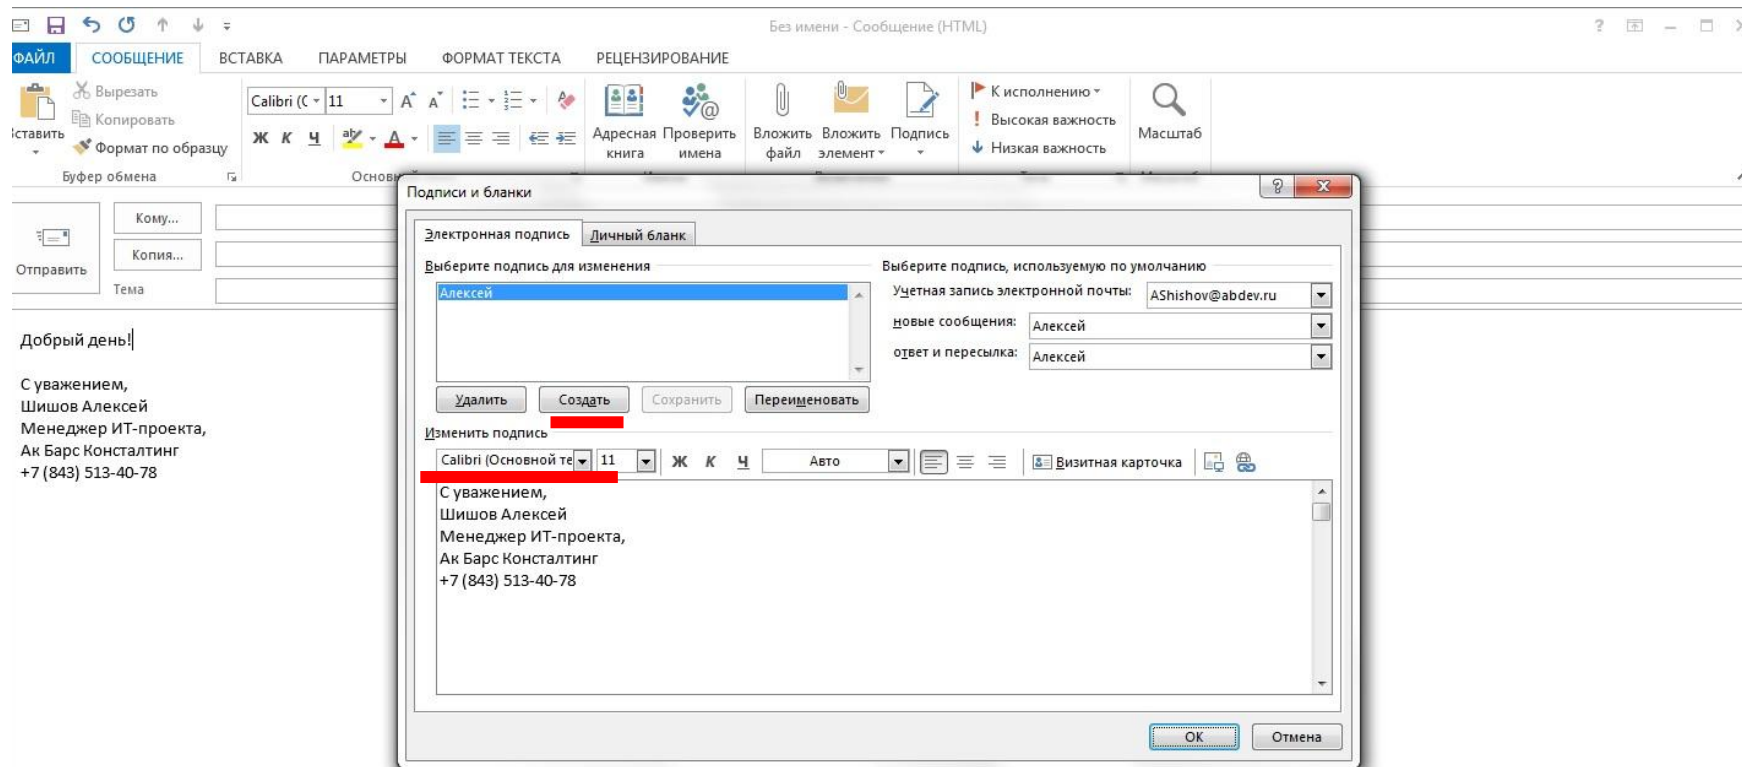 Без имени - Сообщение (HTML)
ФАЙЛ СООБЩЕНИЕ ВСТАВКА ПАРАМЕТРЫ ФОРМАТ ТЕКСТА РЕЦЕНЗИРОВАНИЕ
Вырезать
Копировать
Формат по образцу
Буфер обмена
Calibri (С 11
Ж К Ч
Адресная книга
Проверить имена
Вложить файл
Вложить элемент
Подпись
К исполнению
Высокая важность
Низкая важность
Масштаб
Отправить
Кому...
Копия...
Тема
Добрый день!
С уважением,
Шишов Алексей
Менеджер ИТ-проекта,
Ак Барс Консталтинг
+7 (843) 513-40-78
Подписи и бланки
Электронная подпись Личный бланк
Выберите подпись для изменения
Алексей
Удалить Создать Сохранить Переименовать
Выберите подпись, используемую по умолчанию
Учетная запись электронной почты: AShishov@abdev.ru
новые сообщения: Алексей
ответ и пересылка: Алексей
Изменить подпись
Calibri (Основной те 11 Ж К Ч Авто Визитная карточка
С уважением,
Шишов Алексей
Менеджер ИТ-проекта,
Ак Барс Консталтинг
+7 (843) 513-40-78
ОК Отмена